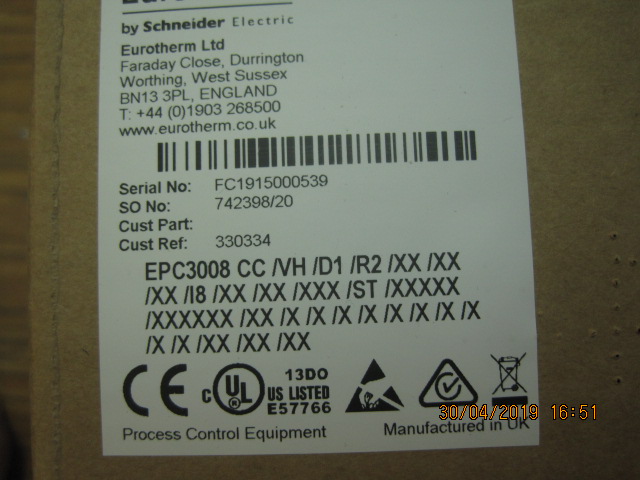 by Schneider Electric
Eurotherm Ltd
Faraday Close, Durrington
Worthing, West Sussex
BN13 3PL, ENGLAND
T: +44 (0)1903 268500
www.eurotherm.co.uk
Serial No: FC1915000539
SO No: 742398/20
Cust Part:
Cust Ref: 330334
EPC3008 CC /VH /D1 /R2 /XX /XX
/XX /I8 /XX /XX /XXX /ST /XXXXX
/XXXXXX /XX /X /X /X /X /X /X /X /X
/X /X /XX /XX /XX
CE
C UL ® US LISTED
13DO
E57766
30/04/2019 16:51
Process Control Equipment
Manufactured in UK